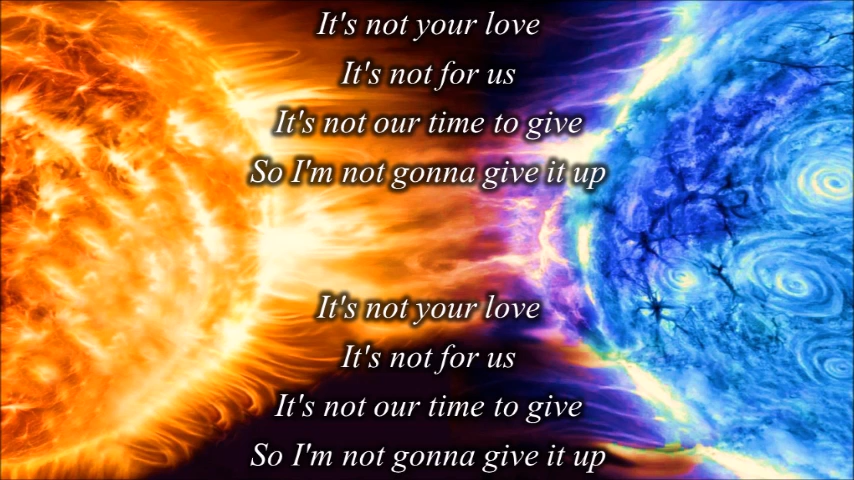 It's not your love
It's not for us
It's not our time to give
So I'm not gonna give it up
It's not your love
It's not for us
It's not our time to give
So I'm not gonna give it up